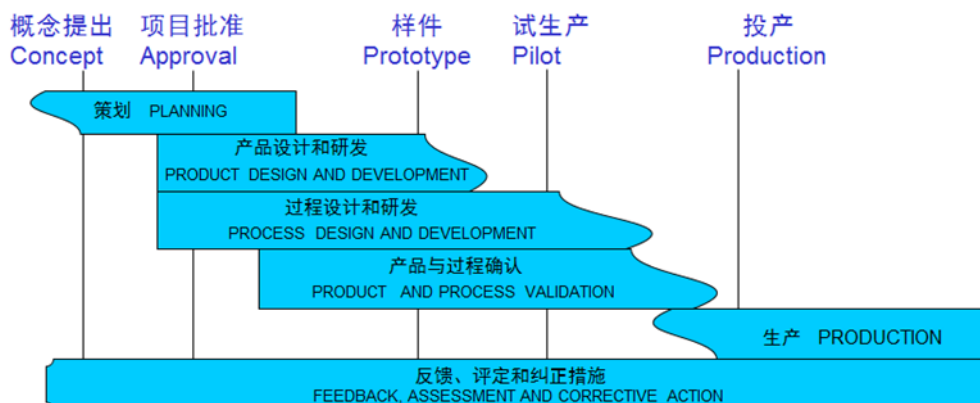 概念提出 项目批准 样件 试生产 投产
Concept Approval Prototype Pilot Production
策划 PLANNING
产品设计和研发
PRODUCT DESIGN AND DEVELOPMENT
过程设计和研发
PROCESS DESIGN AND DEVELOPMENT
产品与过程确认
PRODUCT AND PROCESS VALIDATION
生产 PRODUCTION
反馈、评定和纠正措施
FEEDBACK, ASSESSMENT AND CORRECTIVE ACTION